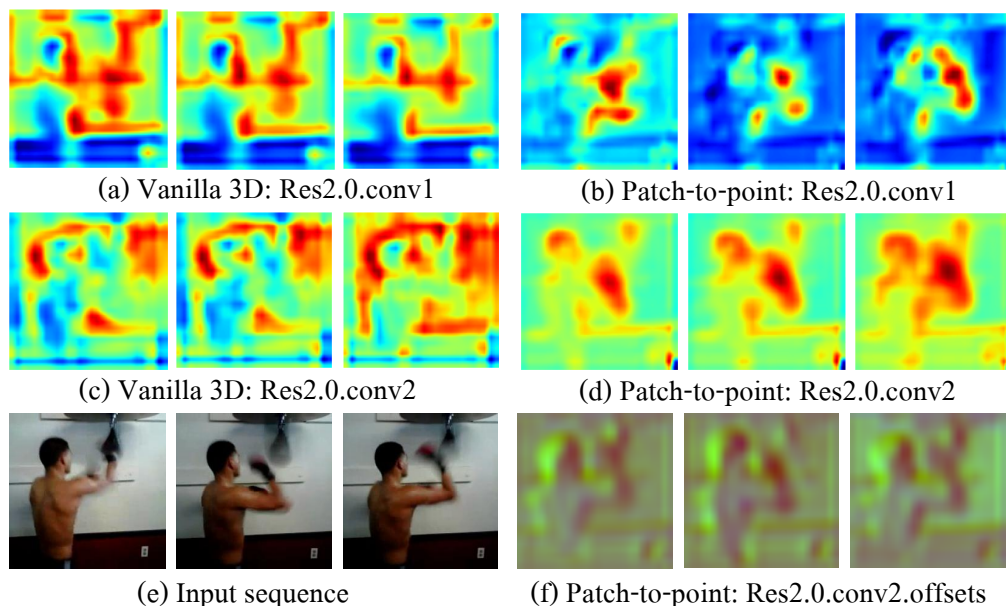 (a) Vanilla 3D: Res2.0.conv1
(b) Patch-to-point: Res2.0.conv1
(c) Vanilla 3D: Res2.0.conv2
(d) Patch-to-point: Res2.0.conv2
(e) Input sequence
(f) Patch-to-point: Res2.0.conv2.offsets